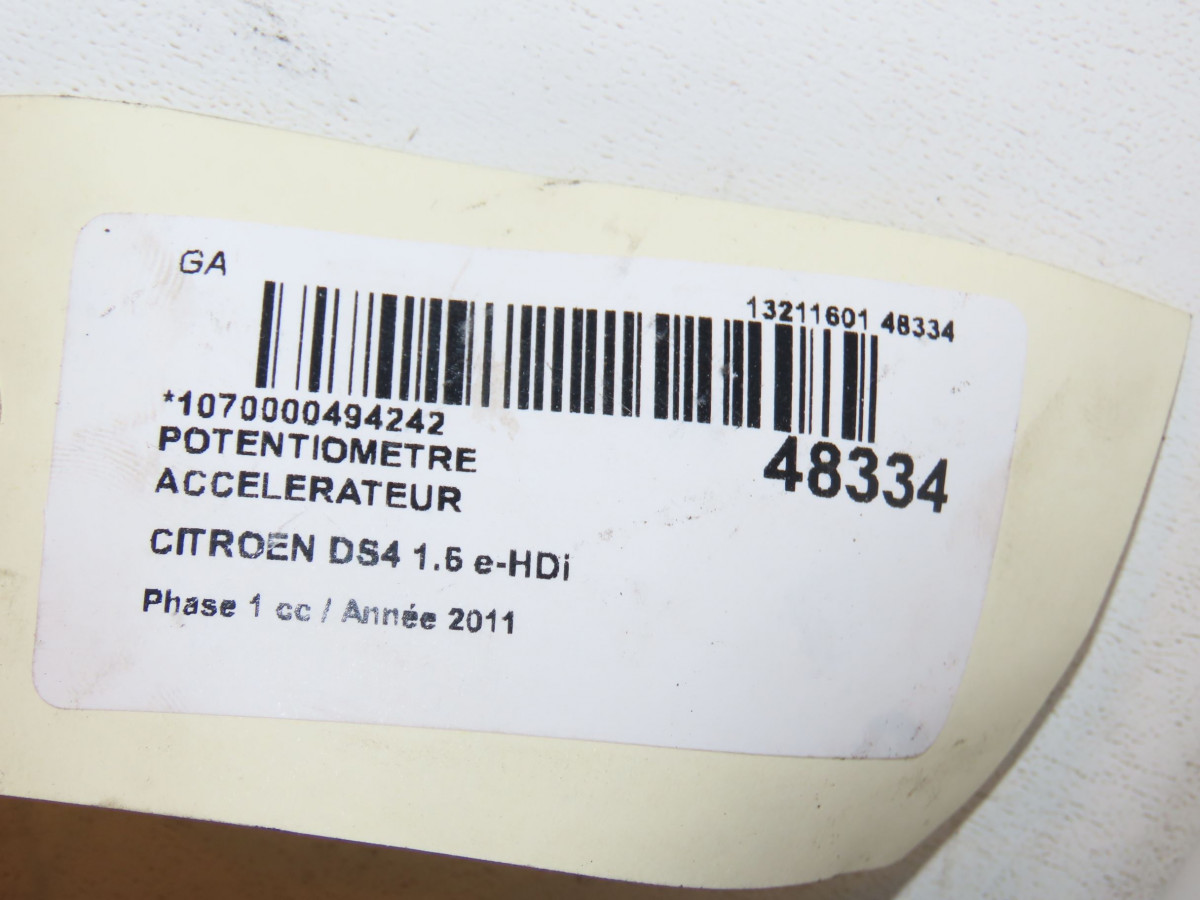 GA
13211601 48334
*1070000494242
POTENTIOMETRE
ACCELERATEUR
48334
CITROEN DS4 1.6 e-HDi
Phase 1 cc / Année 2011